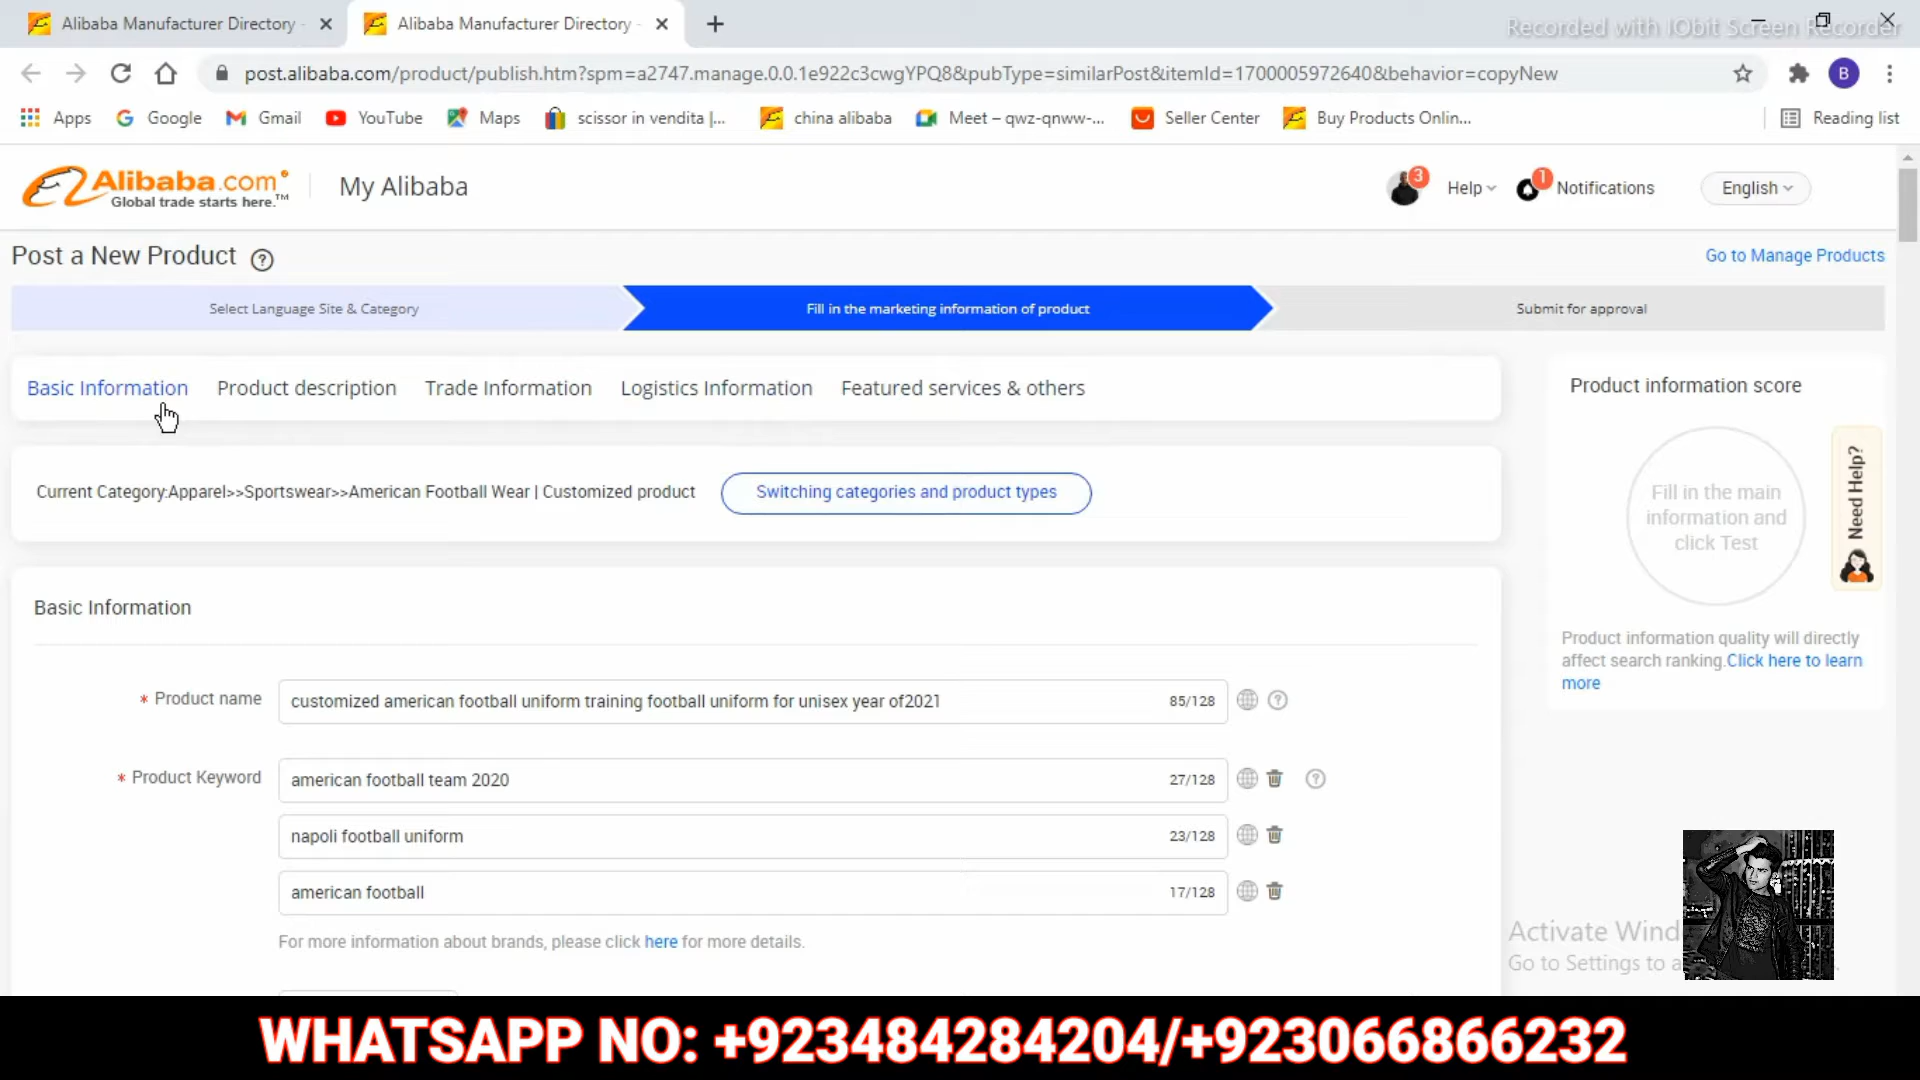 Alibaba Manufacturer Directory
Alibaba Manufacturer Directory
Recorded with IObit Screen Recorder
post.alibaba.com/product/publish.htm?spm=a2747.manage.0.0.1e922c3cwgYPQ8&pubType=similarPost&itemId=1700005972640&behavior=copyNew
B
Apps
Google
Gmail
YouTube
Maps
scissor in vendita |...
china alibaba
Meet – qwz-qnww-...
Seller Center
Buy Products Onlin...
Reading list
Alibaba.com
Global trade starts here.™
My Alibaba
3
Help
1
Notifications
English
Post a New Product
Go to Manage Products
Select Language Site & Category
Fill in the marketing information of product
Submit for approval
Basic Information
Product description
Trade Information
Logistics Information
Featured services & others
Product information score
Current Category:Apparel>>Sportswear>>American Football Wear | Customized product
Switching categories and product types
Fill in the main
information and
click Test
Need Help?
Product information quality will directly
affect search ranking.Click here to learn
more
Basic Information
* Product name
customized american football uniform training football uniform for unisex year of2021
85/128
* Product Keyword
american football team 2020
27/128
napoli football uniform
23/128
american football
17/128
For more information about brands, please click here for more details.
Activate Wind
Go to Settings to a
WHATSAPP NO: +923484284204/+923066866232